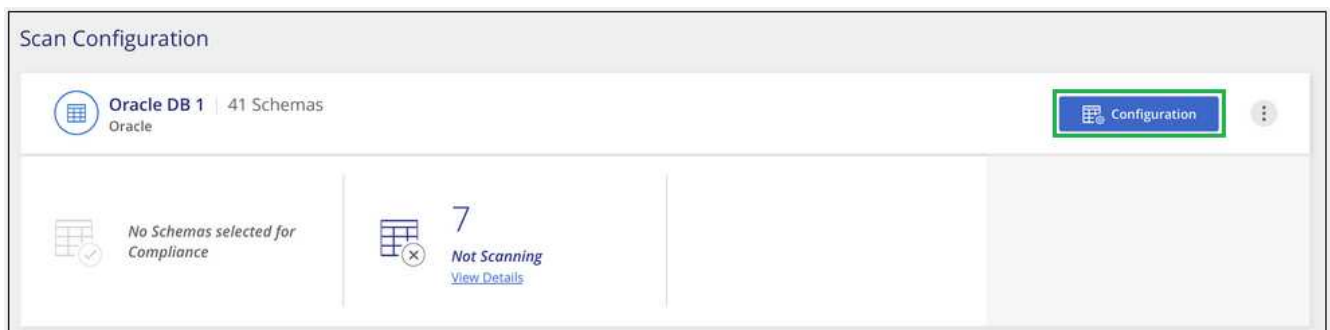 Scan Configuration
Oracle DB 1 | 41 Schemas
Oracle
Configuration
No Schemas selected for
Compliance
7
Not Scanning
View Details